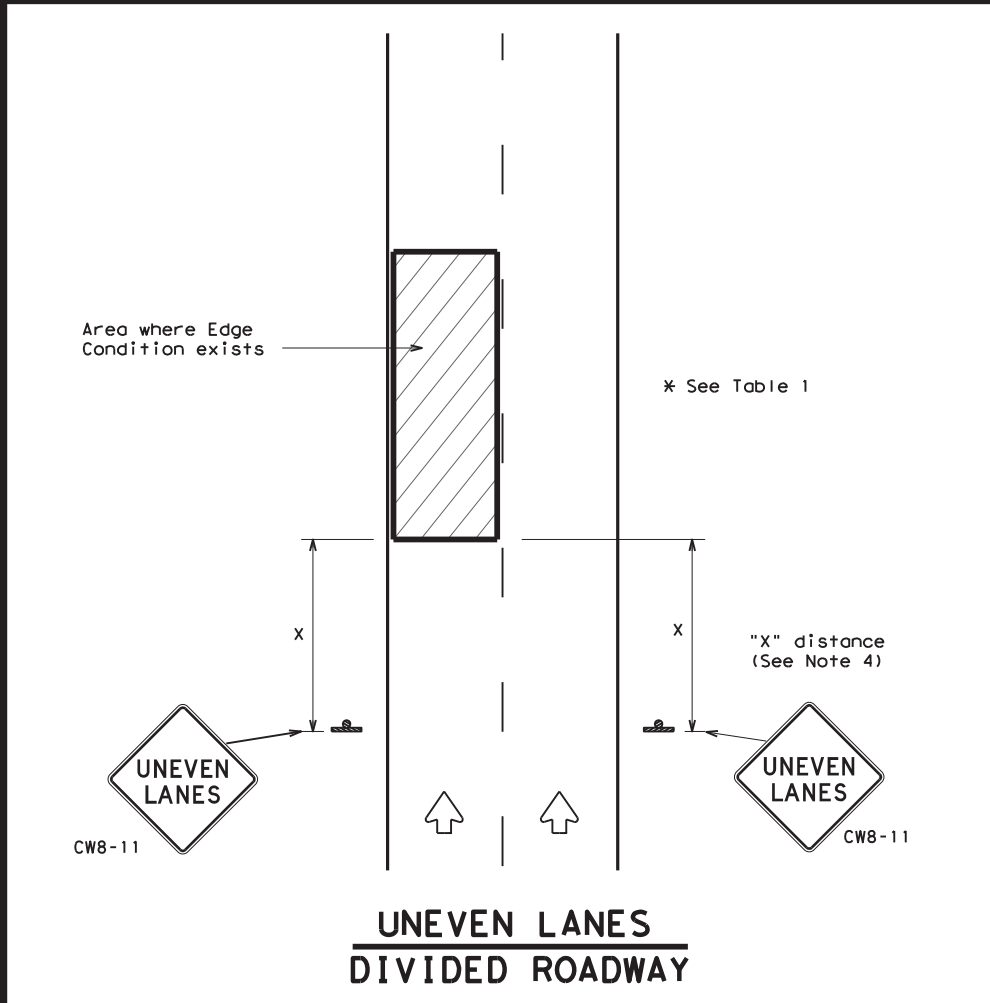 Area where Edge
Condition exists
* See Table 1
X
X
"X" distance
(See Note 4)
UNEVEN
LANES
CW8-11
UNEVEN
LANES
CW8-11
UNEVEN LANES
DIVIDED ROADWAY